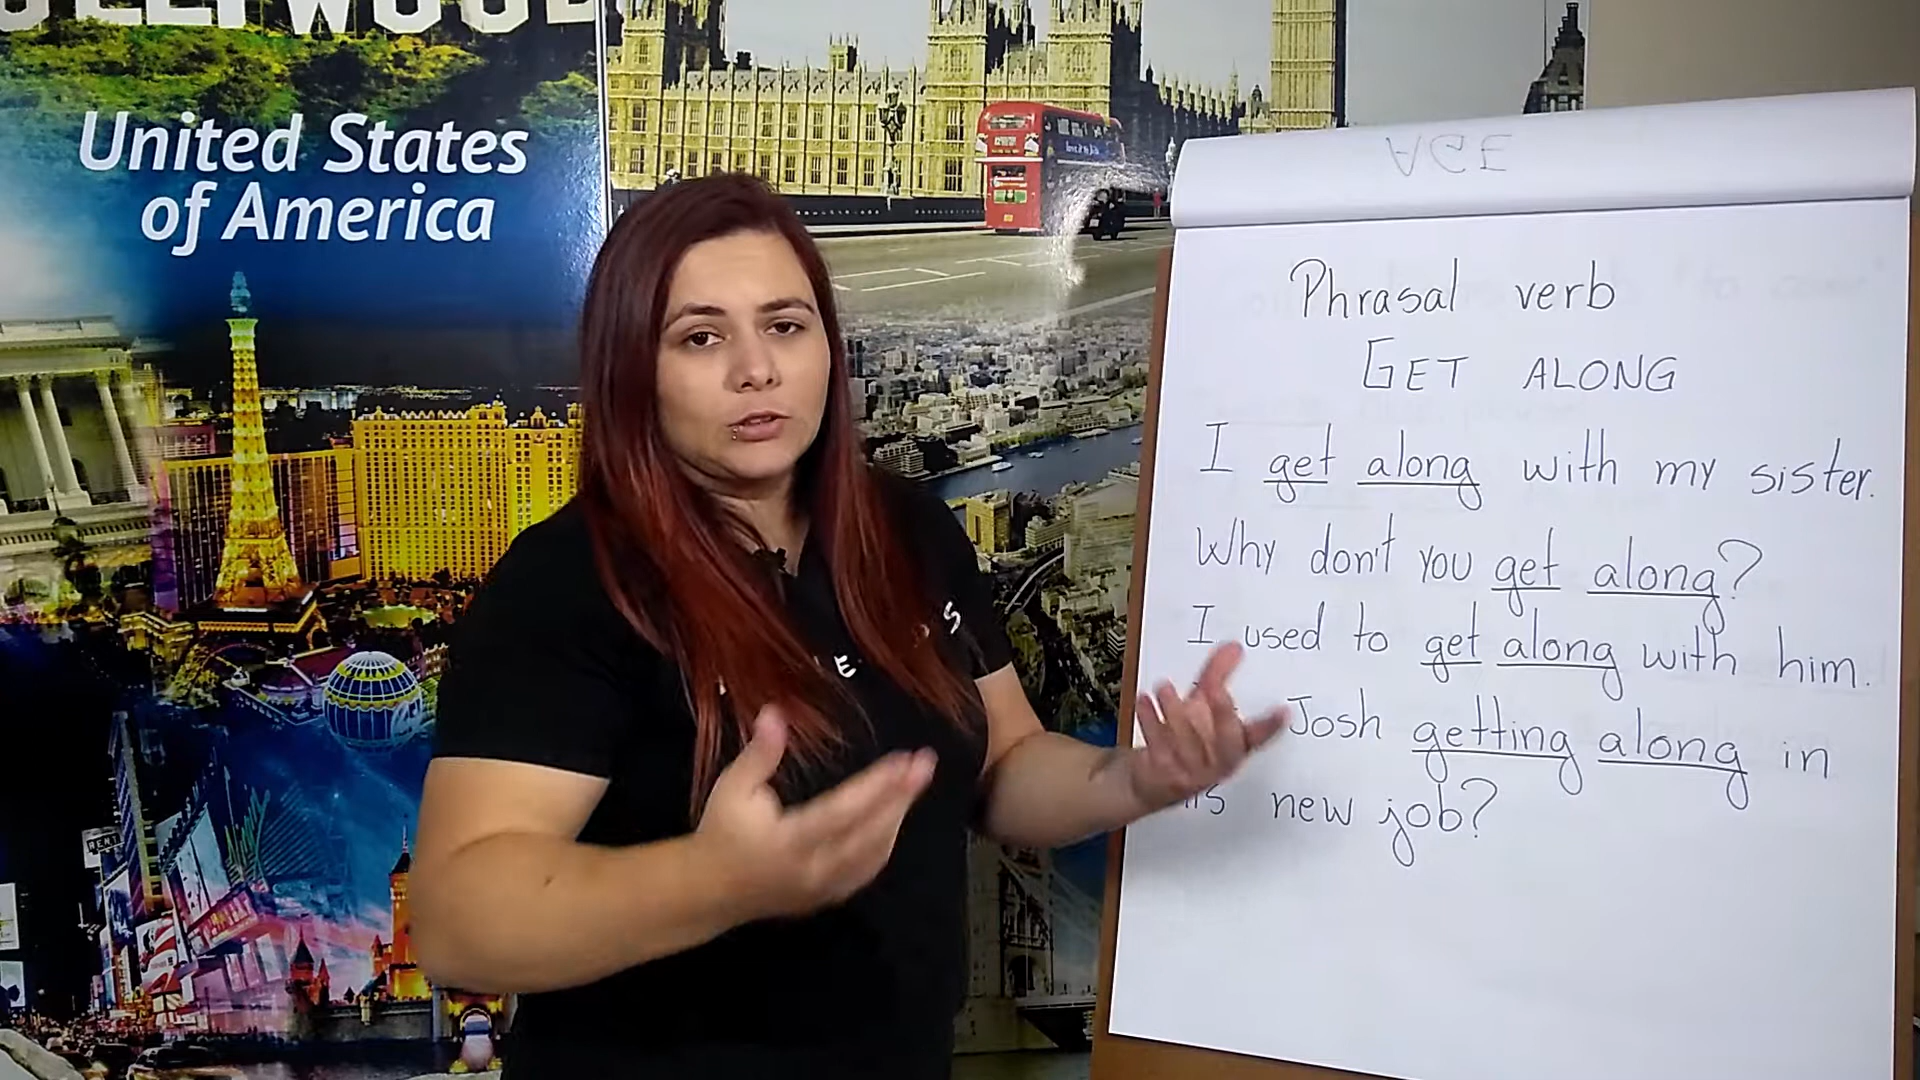 United States
of America
Phrasal verb
GET ALONG
I get along with my sister.
Why don't you get along?
I used to get along with him.
Josh getting along in
new job?